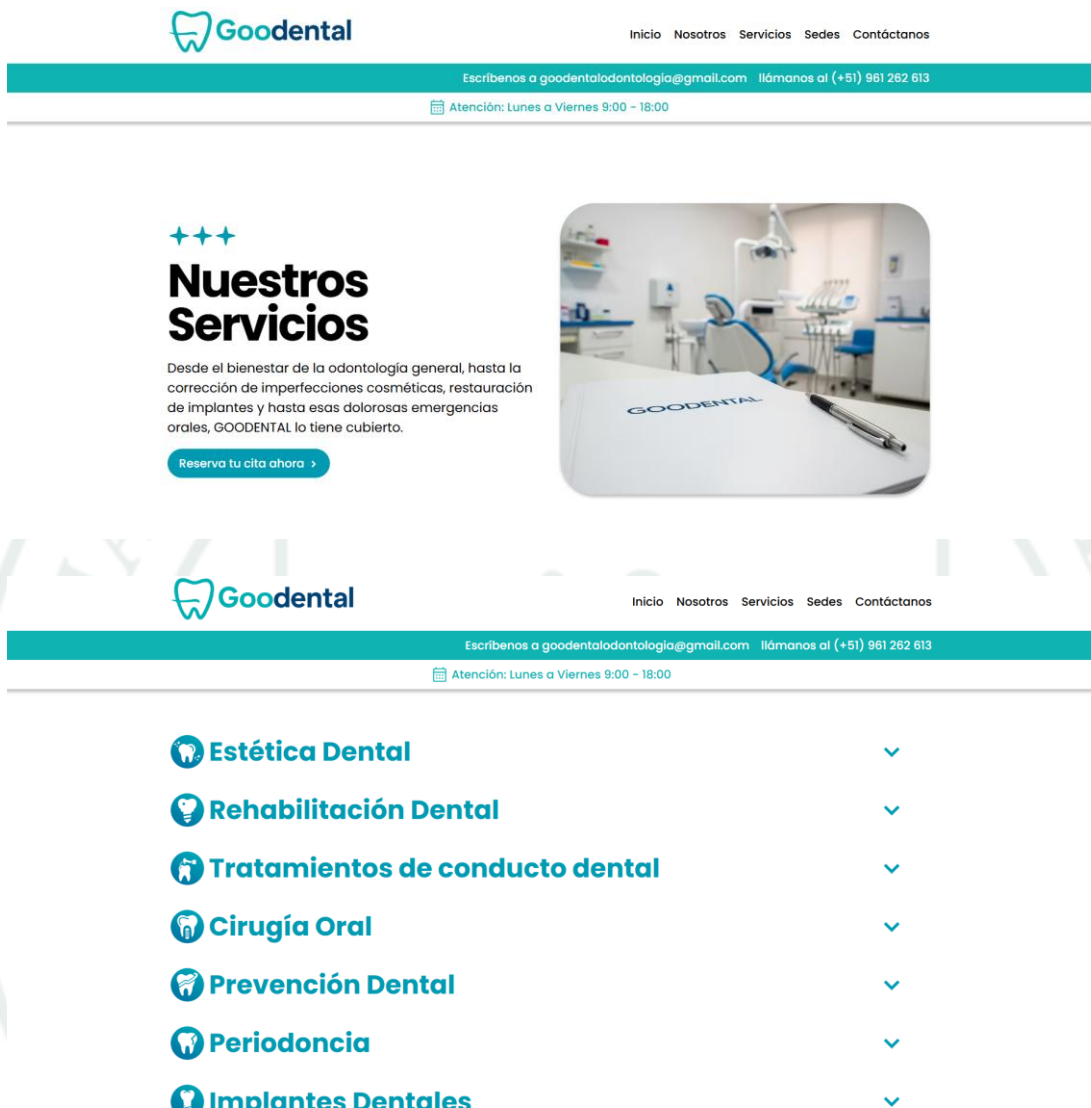 Goodental
Inicio Nosotros Servicios Sedes Contáctanos
Escríbenos a goodentalodontologia@gmail.com llámanos al (+51) 961 262 613
Atención: Lunes a Viernes 9:00 - 18:00
Nuestros
Servicios
Desde el bienestar de la odontología general, hasta la
corrección de imperfecciones cosméticas, restauración
de implantes y hasta esas dolorosas emergencias
orales, GOODENTAL lo tiene cubierto.
Reserva tu cita ahora >
GOODENTAL
Goodental
Inicio Nosotros Servicios Sedes Contáctanos
Escríbenos a goodentalodontologia@gmail.com llámanos al (+51) 961 262 613
Atención: Lunes a Viernes 9:00 - 18:00
Estética Dental
Rehabilitación Dental
Tratamientos de conducto dental
Cirugía Oral
Prevención Dental
Periodoncia
Implantes Dentales